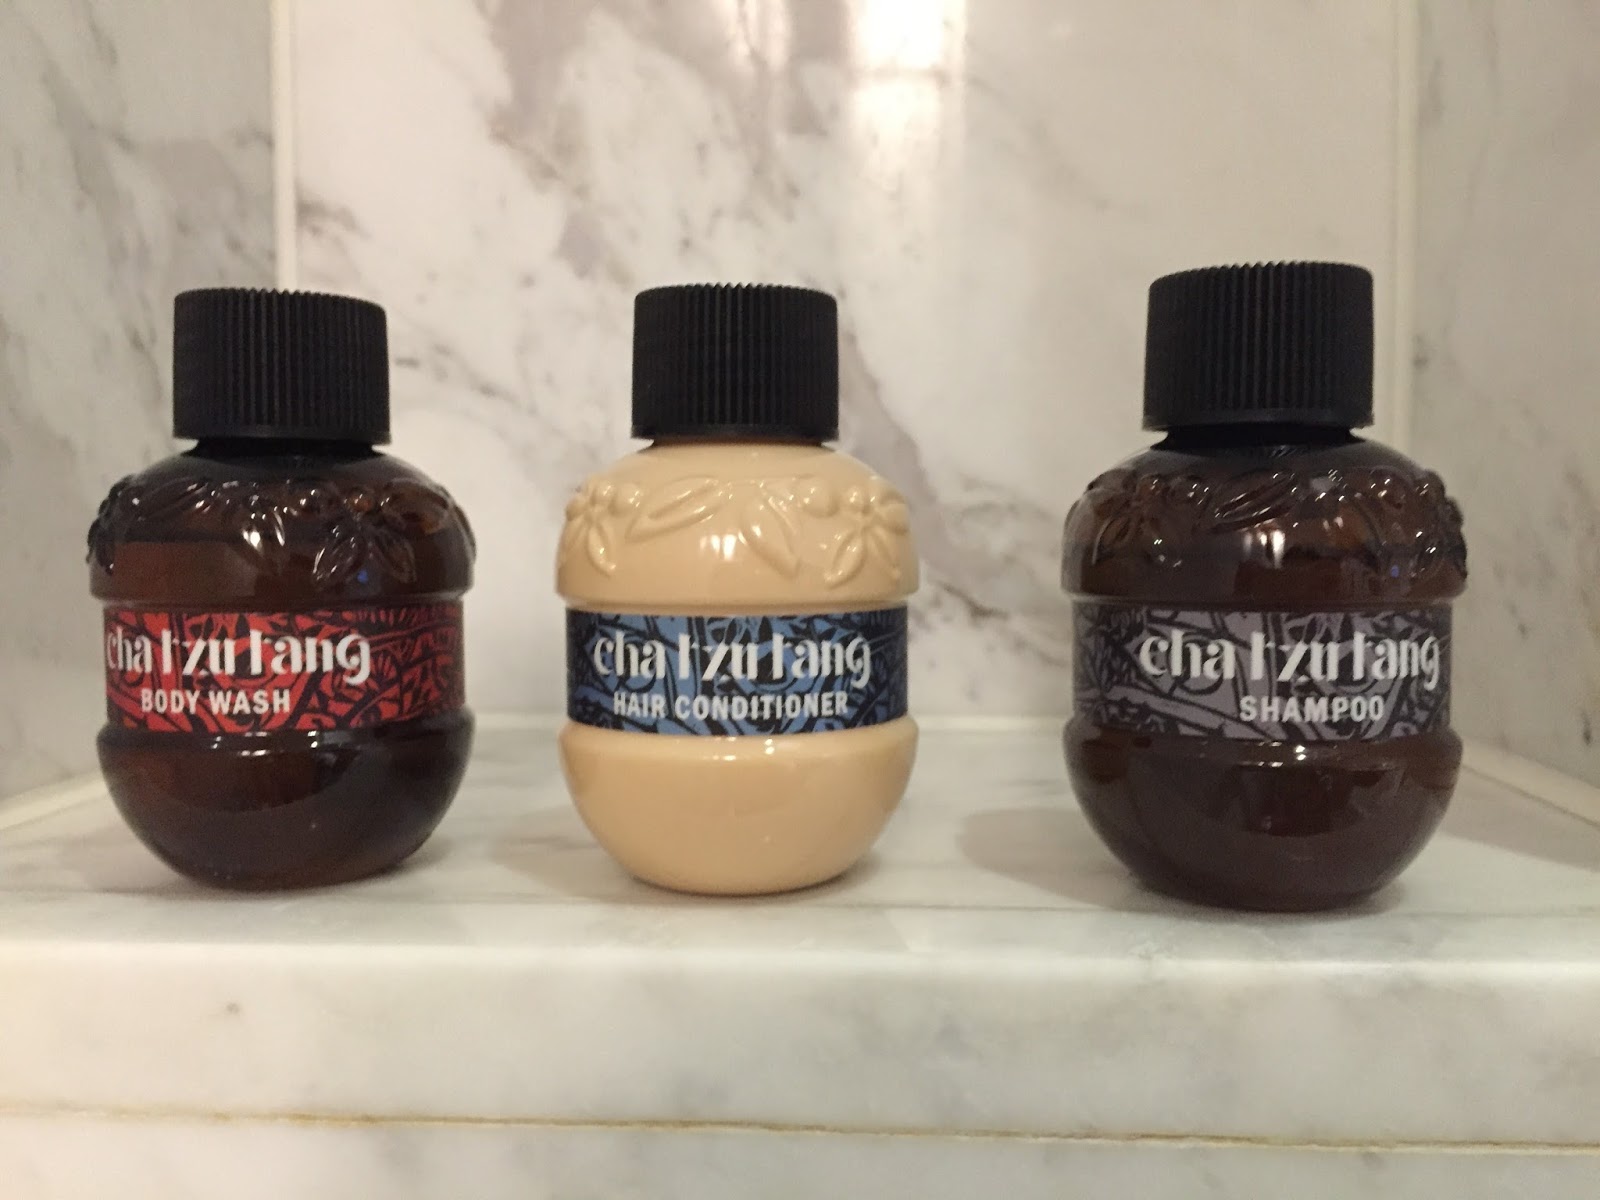 cha tzu tang
BODY WASH
cha tzu tang
HAIR CONDITIONER
cha tzu tang
SHAMPOO